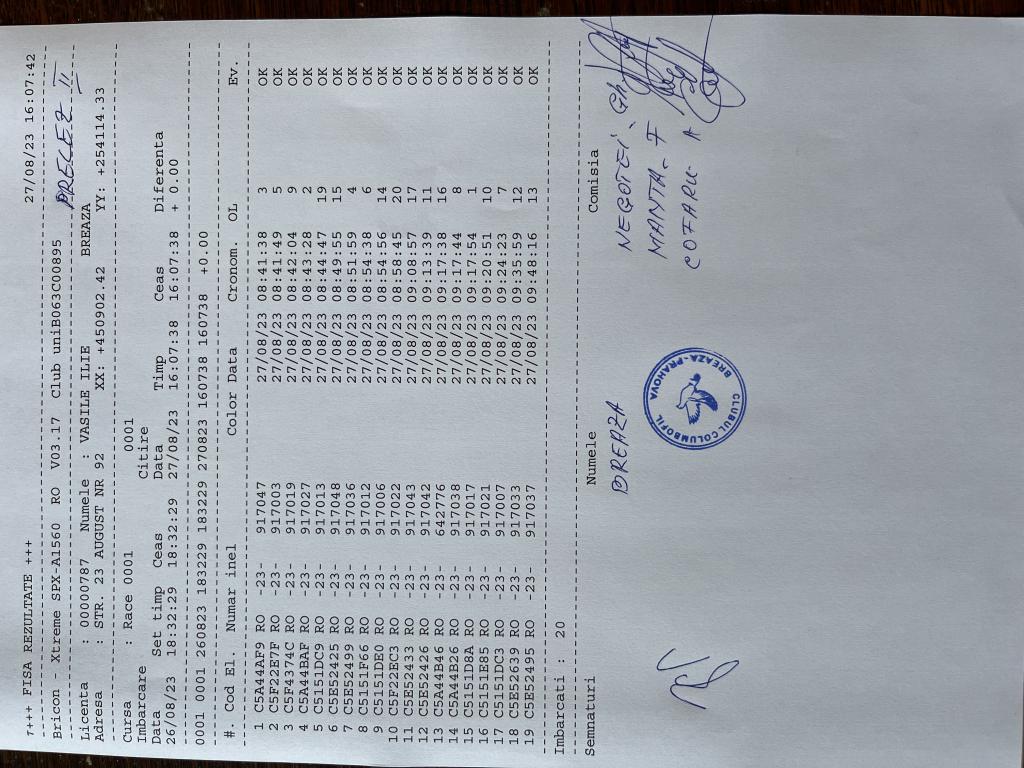 +++ FISA REZULTATE +++ 27/08/23 16:07:42
Bricon - Xtreme SPX-A1560 RO V03.17 Club uniB063C00895
BRECEZ II
Licenta : 00000787 Numele : VASILE ILIE BREAZA
Adresa : STR. 23 AUGUST NR 92 XX: +450902.42 YY: +254114.33
Cursa : Race 0001 0001
Imbarcare Citire
Data Set timp Ceas Data Timp Ceas Diferenta
26/08/23 18:32:29 18:32:29 27/08/23 16:07:38 16:07:38 + 0.00
0001 0001 260823 183229 183229 270823 160738 160738 +0.00
#. Cod El. Numar inel Color Data Cronom. OL Ev.
1 C5A44AF9 RO -23- 917047 27/08/23 08:41:38 3 OK
2 C5F22E7F RO -23- 917003 27/08/23 08:41:49 5 OK
3 C5F4374C RO -23- 917019 27/08/23 08:42:04 9 OK
4 C5A44BAF RO -23- 917027 27/08/23 08:43:28 2 OK
5 C5151DC9 RO -23- 917013 27/08/23 08:44:47 19 OK
6 C5E52425 RO -23- 917048 27/08/23 08:49:55 15 OK
7 C5E52499 RO -23- 917036 27/08/23 08:51:59 4 OK
8 C5151F66 RO -23- 917012 27/08/23 08:54:38 6 OK
9 C5151DE0 RO -23- 917006 27/08/23 08:54:56 14 OK
10 C5F22EC3 RO -23- 917022 27/08/23 08:58:45 20 OK
11 C5E52433 RO -23- 917043 27/08/23 09:08:57 17 OK
12 C5E52426 RO -23- 917042 27/08/23 09:13:39 11 OK
13 C5A44B46 RO -23- 642776 27/08/23 09:17:38 16 OK
14 C5A44B26 RO -23- 917038 27/08/23 09:17:44 8 OK
15 C5151D8A RO -23- 917017 27/08/23 09:17:54 1 OK
16 C5151E85 RO -23- 917021 27/08/23 09:20:51 10 OK
17 C5151DC3 RO -23- 917007 27/08/23 09:24:23 7 OK
18 C5E52639 RO -23- 917033 27/08/23 09:35:59 12 OK
19 C5E52495 RO -23- 917037 27/08/23 09:48:16 13 OK
Imbarcati : 20
Semnaturi Numele Comisia
BREAZA NEGOTEI, Gh
MANTA. F
COFARU A
CLUBUL COLUMBOFIL
BREAZA-PRAHOVA